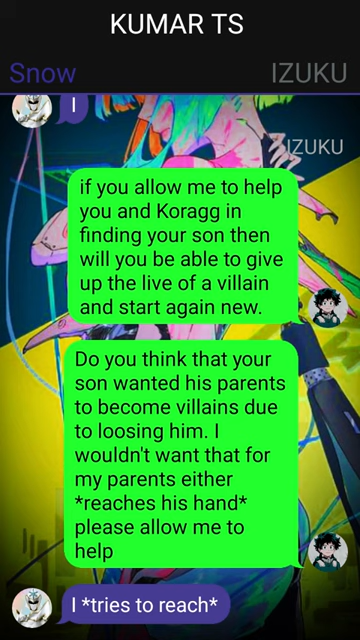 KUMAR TS
Snow
IZUKU
I
IZUKU
if you allow me to help
you and Koragg in
finding your son then
will you be able to give
up the live of a villain
and start again new.
Do you think that your
son wanted his parents
to become villains due
to loosing him. I
wouldn't want that for
my parents either
*reaches his hand*
please allow me to
help
I *tries to reach*